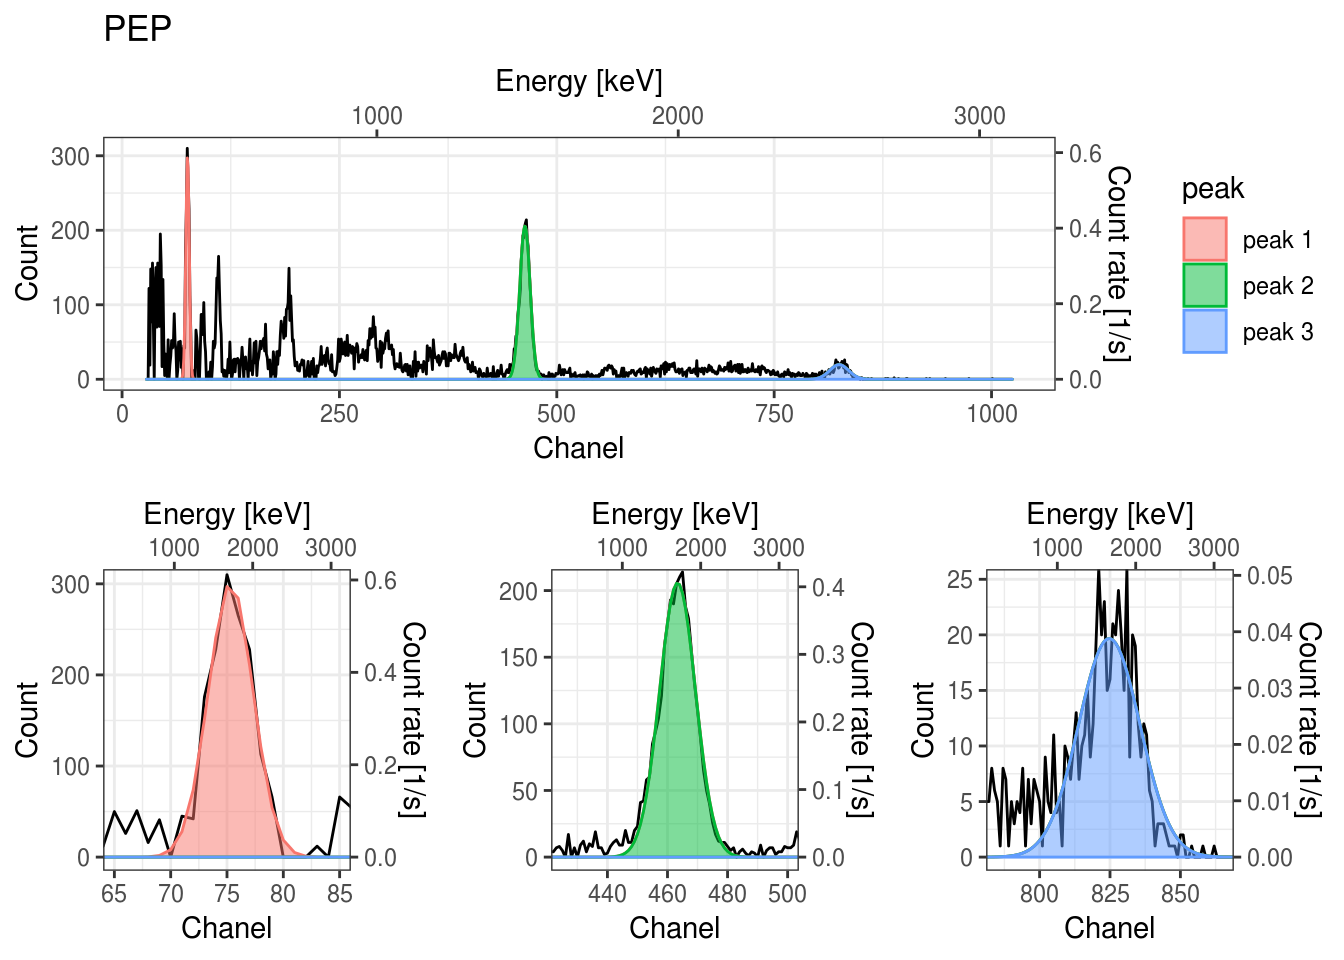 PEP
Energy [keV]
1000 2000 3000
300 200 100 0
Count
0.6 0.4 0.2 0.0
Count rate [1/s]
0 250 500 750 1000
Chanel
peak
peak 1
peak 2
peak 3
Energy [keV]
1000 2000 3000
300 200 100 0
Count
0.6 0.4 0.2 0.0
Count rate [1/s]
65 70 75 80 85
Chanel
Energy [keV]
1000 2000 3000
200 150 100 50 0
Count
0.4 0.3 0.2 0.1 0.0
Count rate [1/s]
440 460 480 500
Chanel
Energy [keV]
1000 2000 3000
25 20 15 10 5 0
Count
0.05 0.04 0.03 0.02 0.01 0.00
Count rate [1/s]
800 825 850
Chanel